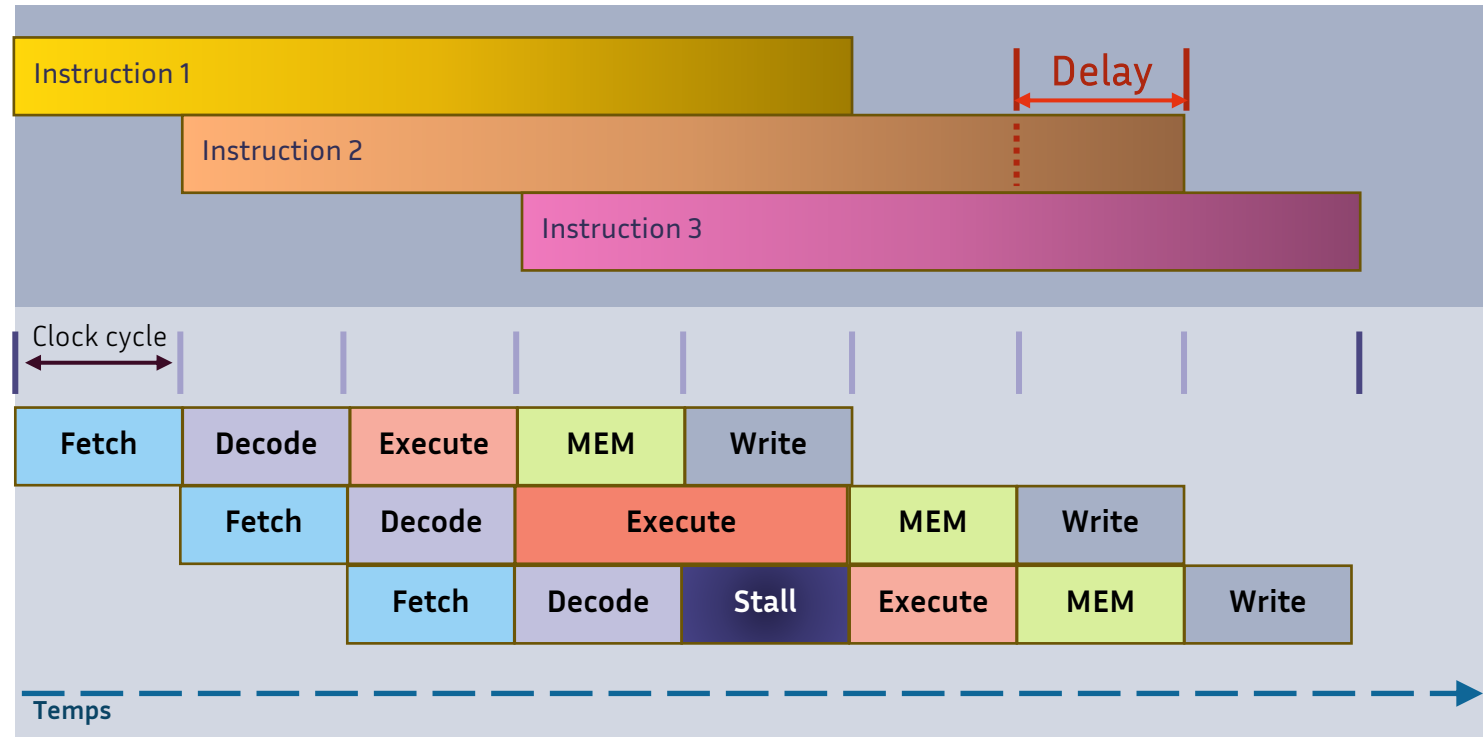 Instruction 1
Delay
Instruction 2
Instruction 3
Clock cycle
Fetch Decode Execute MEM Write
Fetch Decode Execute MEM Write
Fetch Decode Stall Execute MEM Write
Temps